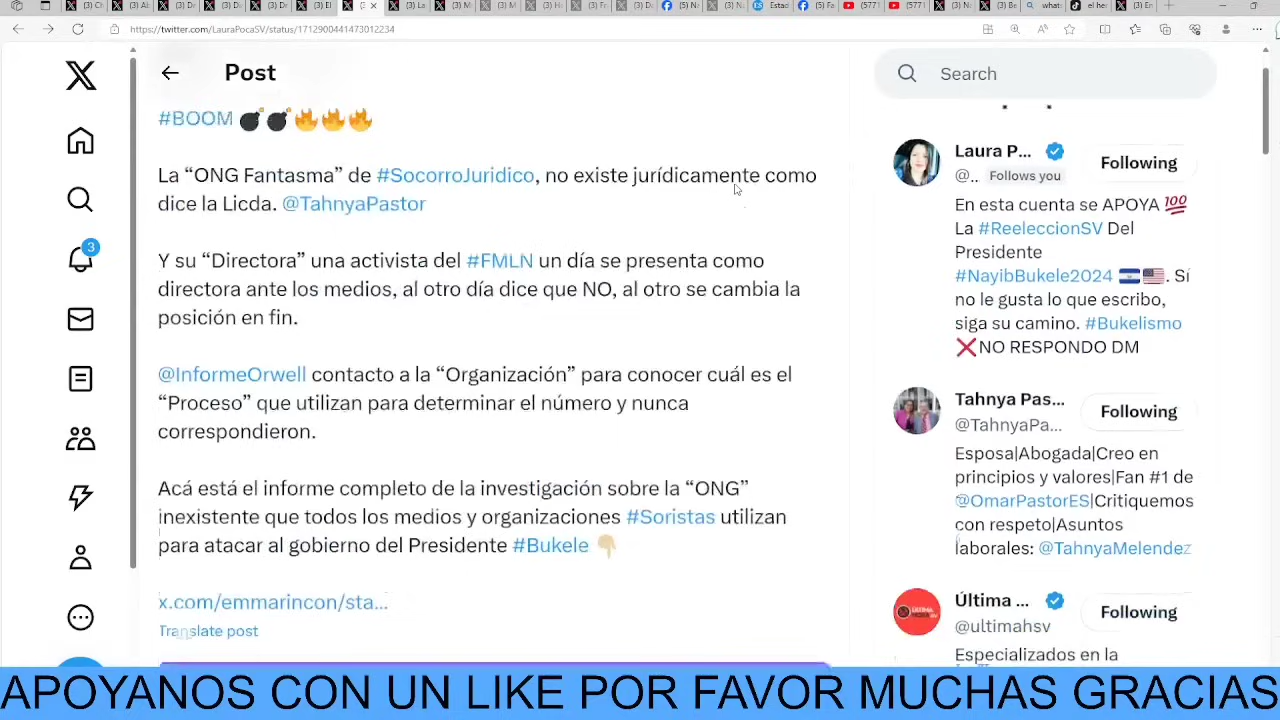 https://twitter.com/LauraPocaSV/status/1712900441473012234
Post
#BOOM 💣💣🔥🔥🔥
La “ONG Fantasma” de #SocorroJuridico, no existe jurídicamente como
dice la Licda. @TahnyaPastor
Y su “Directora” una activista del #FMLN un día se presenta como
directora ante los medios, al otro día dice que NO, al otro se cambia la
posición en fin.
@InformeOrwell contacto a la “Organización” para conocer cuál es el
“Proceso” que utilizan para determinar el número y nunca
correspondieron.
Acá está el informe completo de la investigación sobre la “ONG”
inexistente que todos los medios y organizaciones #Soristas utilizan
para atacar al gobierno del Presidente #Bukele 👇🏼
x.com/emmarincon/sta...
Translate post
3
Search
Laura P...
Following
@..
Follows you
En esta cuenta se APOYA 💯
La #ReeleccionSV Del
Presidente
#NayibBukele2024 🇸🇻🇺🇸. Sí
no le gusta lo que escribo,
siga su camino. #Bukelismo
❌NO RESPONDO DM
Tahnya Pas...
Following
@TahnyaPa...
Esposa|Abogada|Creo en
principios y valores|Fan #1 de
@OmarPastorES|Critiquemos
con respeto|Asuntos
laborales: @TahnyaMelendez
Última ...
Following
@ultimahsv
Especializados en la
APOYANOS CON UN LIKE POR FAVOR MUCHAS GRACIAS